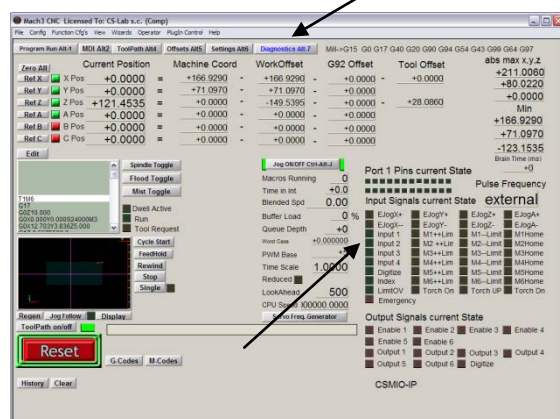 Mach3 CNC Licensed To: CS-Lab s.c. (Comp)
File Config Function Cfg's View Wizards Operator PlugIn Control Help
Program Run Alt-1 MDI Alt2 ToolPath Alt4 Offsets Alt5 Settings Alt6 Diagnostics Alt-7 Mill->G15 G0 G17 G40 G20 G90 G94 G54 G43 G99 G64 G97
Zero All Current Position Machine Coord WorkOffset G92 Offset Tool Offset abs max x,y,z
Ref X X Pos +0.0000 = +166.9290 - +166.9290 - +0.0000 - +0.0000 +211.0060
Ref Y Y Pos +0.0000 = +71.0970 - +71.0970 - +0.0000 +80.0220
Ref Z Z Pos +121.4535 = +0.0000 - -149.5395 - +0.0000 - +28.0860 +0.0000
Ref A A Pos +0.0000 = +0.0000 - +0.0000 - +0.0000 Min
Ref B B Pos +0.0000 = +0.0000 - +0.0000 - +0.0000 +166.9290
Ref C C Pos +0.0000 = +0.0000 - +0.0000 - +0.0000 +71.0970
-123.1535
Edit
Brain Time (ms)
+0
Spindle Toggle
Flood Toggle
Mist Toggle
Dwell Active
Run
Tool Request
T1M6
G17
G0Z10.000
Cycle Start
FeedHold
Rewind
Stop
Single
Regen Jog Follow Display
ToolPath on/off
Reset
G-Codes M-Codes
History Clear
Jog ON/OFF Ctrl-Alt-J
Macros Running 0
Time in Int. +0.0
Blended Spd 0.00
Buffer Load 0 %
Queue Depth +0
Worst Case +0.000000
PWM Base
Time Scale 1.0000
Reduced
LookAhead 500
CPU Speed
Servo Freq. Generator
Port 1 Pins current State
Pulse Frequency
Input Signals current State external
EJogX+ EJogY+ EJogZ+ EJogA+
EJogX- EJogY- EJogZ- EJogA-
Input 1 M1++Lim M1--Limit M1Home
Input 2 M2 ++Lim M2--Limit M2Home
Input 3 M3++Lim M3--Limit M3Home
Input 4 M4++Lim M4--Limit M4Home
Digitize M5++Lim M5--Limit M5Home
Index M6++Lim M6--Limit M6Home
LimitOV Torch On Torch UP Torch Dn
Emergency
Output Signals current State
Enable 1 Enable 2 Enable 3 Enable 4
Enable 5 Enable 6
Output 1 Output 2 Output 3 Output 4
Output 5 Output 6 Digitize
CSMIO-IP